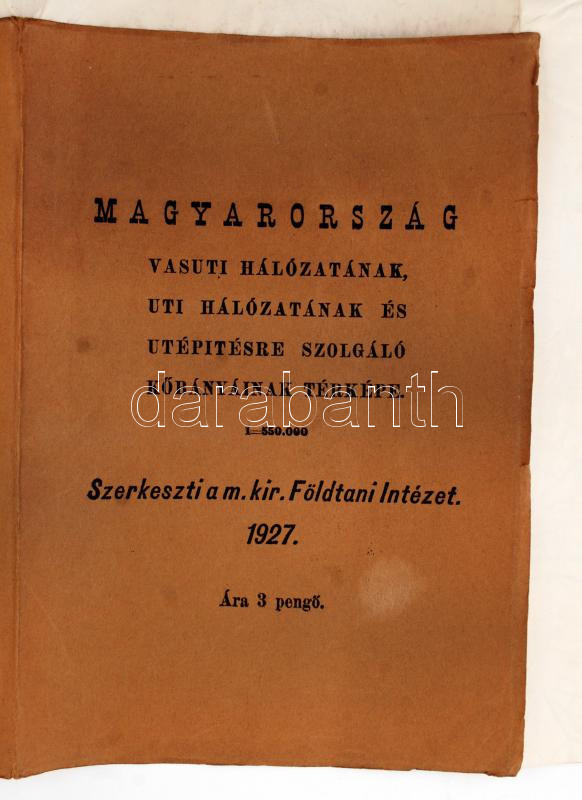 MAGYARORSZÁG
VASUTI HÁLÓZATÁNAK,
UTI HÁLÓZATÁNAK ÉS
UTÉPITÉSRE SZOLGÁLÓ
KŐBÁNYÁINAK TÉRKÉPE.
darabanth
1=550.000
Szerkeszti a m. kir. Földtani Intézet.
1927.
Ára 3 pengő.